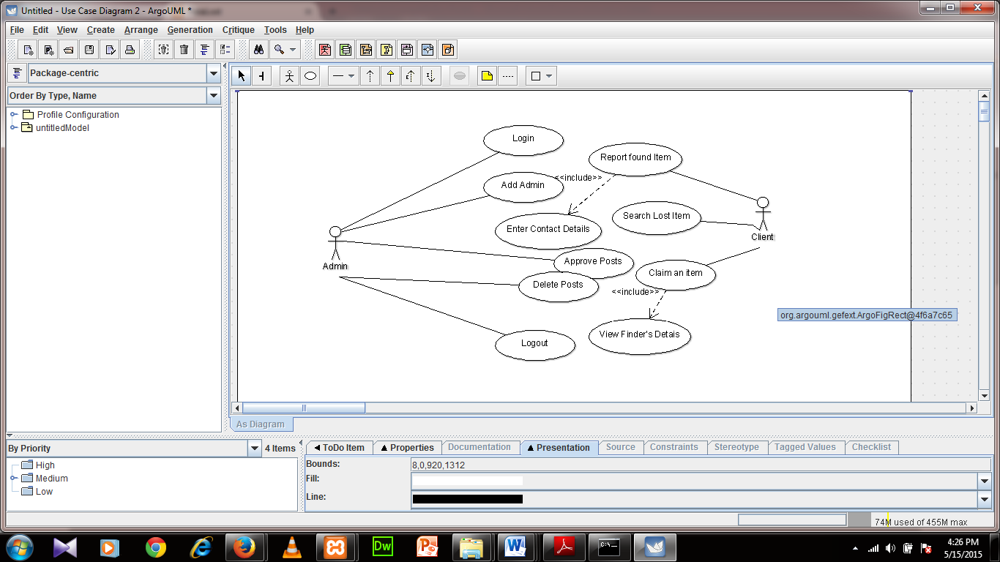 Untitled - Use Case Diagram 2 - ArgoUML *
File Edit View Create Arrange Generation Critique Tools Help
Package-centric
Order By Type, Name
Profile Configuration
untitledModel
Login
Report found Item
<<include>>
Add Admin
Search Lost Item
Enter Contact Details
Client
Admin
Approve Posts
Claim an item
Delete Posts
<<include>>
org.argouml.gefext.ArgoFigRect@4f6a7c65
View Finder's Detais
Logout
As Diagram
By Priority
4 Items
High
Medium
Low
ToDo Item Properties Documentation Presentation Source Constraints Stereotype Tagged Values Checklist
Bounds: 8,0,920,1312
Fill:
Line:
74M used of 455M max
Dw
C:\
4:26 PM
5/15/2015